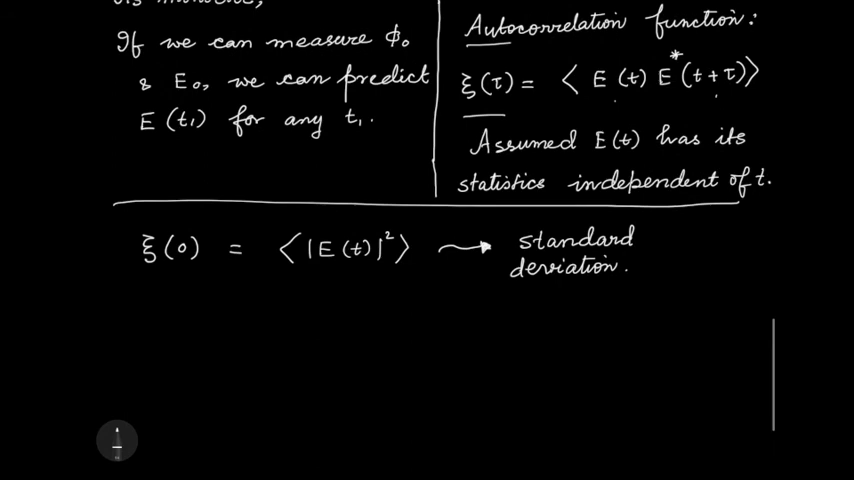 If we can measure ϕ₀
& E₀, we can predict
E(t₁) for any t₁.
Autocorrelation function:
ξ(τ) = ⟨ E(t) E*(t+τ)⟩
Assumed E(t) has its
statistics independent of t.
ξ(0) = ⟨|E(t)|²⟩ → standard
deviation.